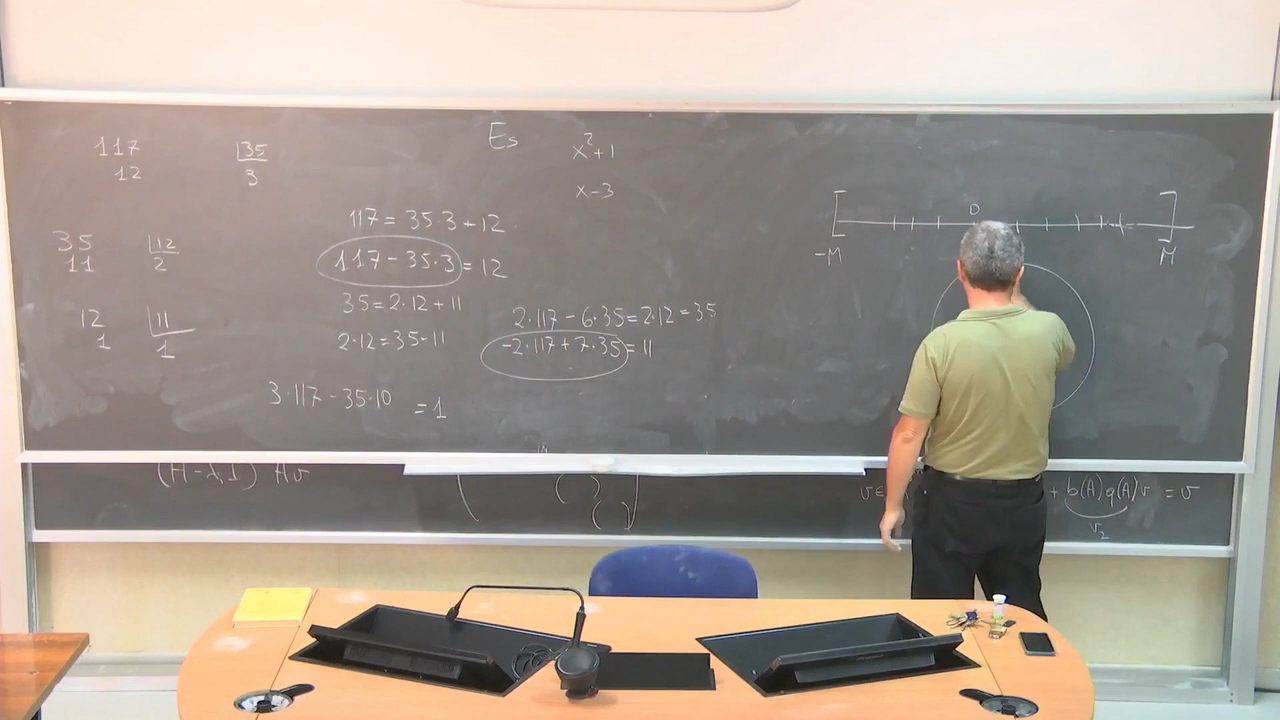 117 35
12 3
35 12
11 2
12 11
1 1
Es
x²+1
x-3
117 = 35·3 + 12
117 - 35·3 = 12
35 = 2·12 + 11
2·12 = 35-11
2·117 - 6·35 = 2·12 = 35
-2·117 + 7·35 = 11
3·117 - 35·10 = 1
0
-M M
+ b(A)q(A)v = v
v₂